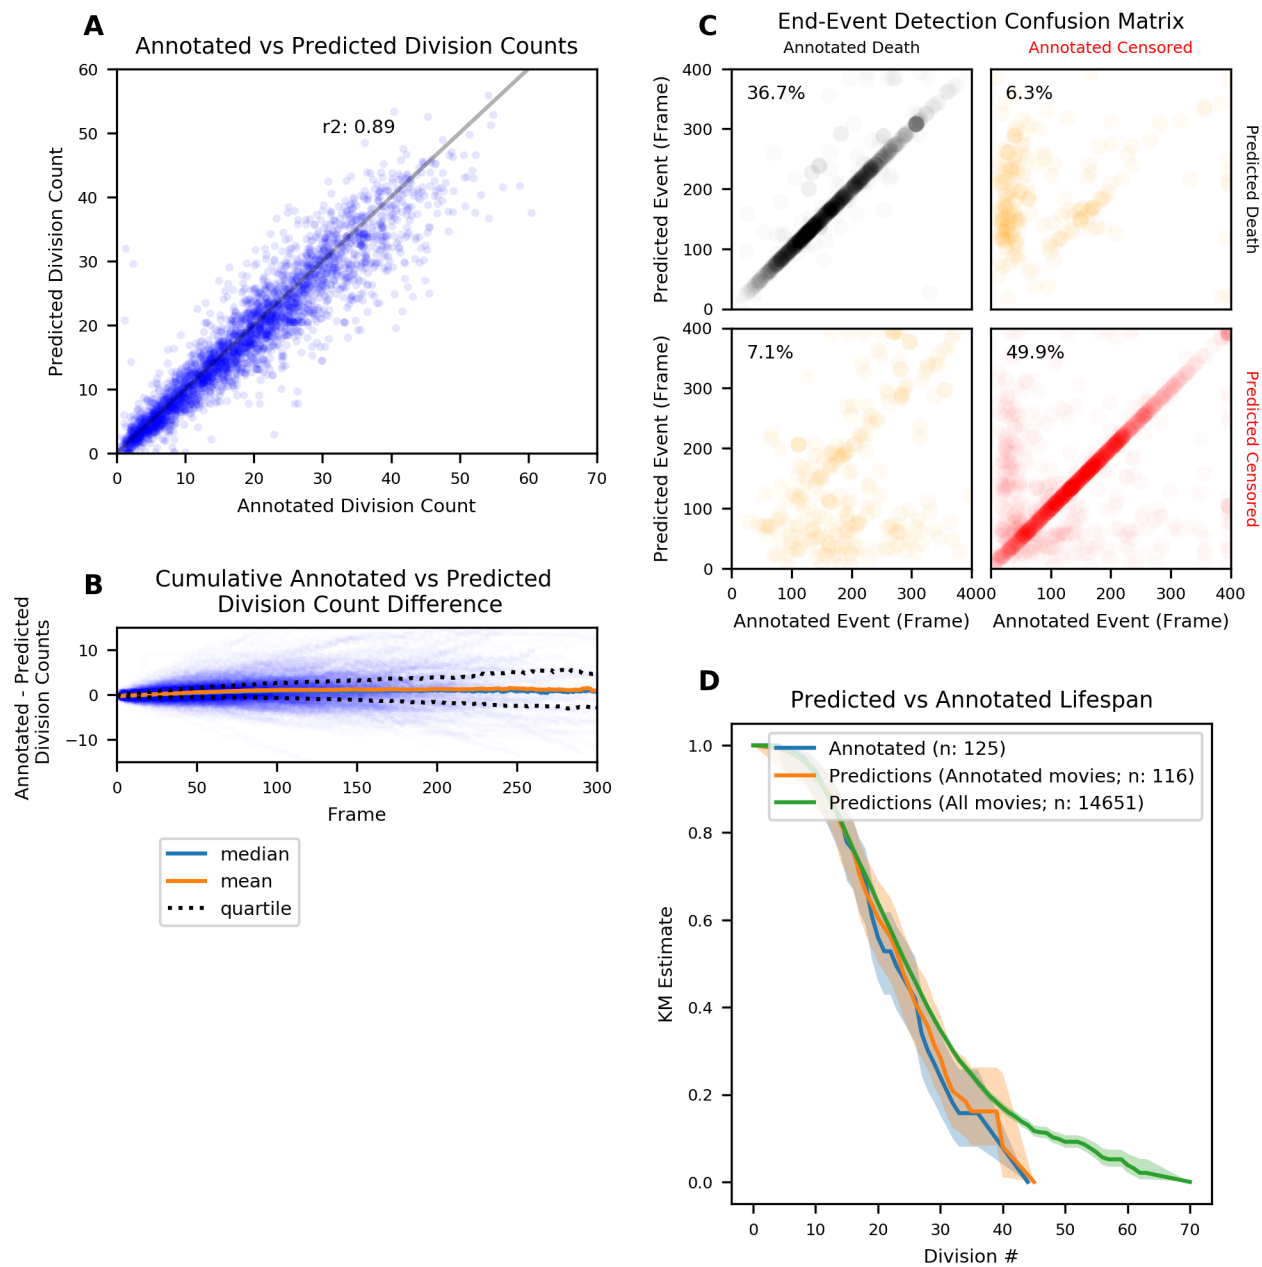 A
Annotated vs Predicted Division Counts
r2: 0.89
60
50
40
30
20
10
0
Predicted Division Count
0 10 20 30 40 50 60 70
Annotated Division Count
B
Cumulative Annotated vs Predicted
Division Count Difference
Annotated - Predicted
Division Counts
10
0
−10
0 50 100 150 200 250 300
Frame
median
mean
quartile
C
End-Event Detection Confusion Matrix
Annotated Death
Annotated Censored
400
300
200
100
0
Predicted Event (Frame)
36.7%
6.3%
Predicted Death
400
300
200
100
0
Predicted Event (Frame)
7.1%
49.9%
Predicted Censored
0 100 200 300 400
0 100 200 300 400
Annotated Event (Frame)
Annotated Event (Frame)
D
Predicted vs Annotated Lifespan
Annotated (n: 125)
Predictions (Annotated movies; n: 116)
Predictions (All movies; n: 14651)
1.0
0.8
0.6
0.4
0.2
0.0
KM Estimate
0 10 20 30 40 50 60 70
Division #